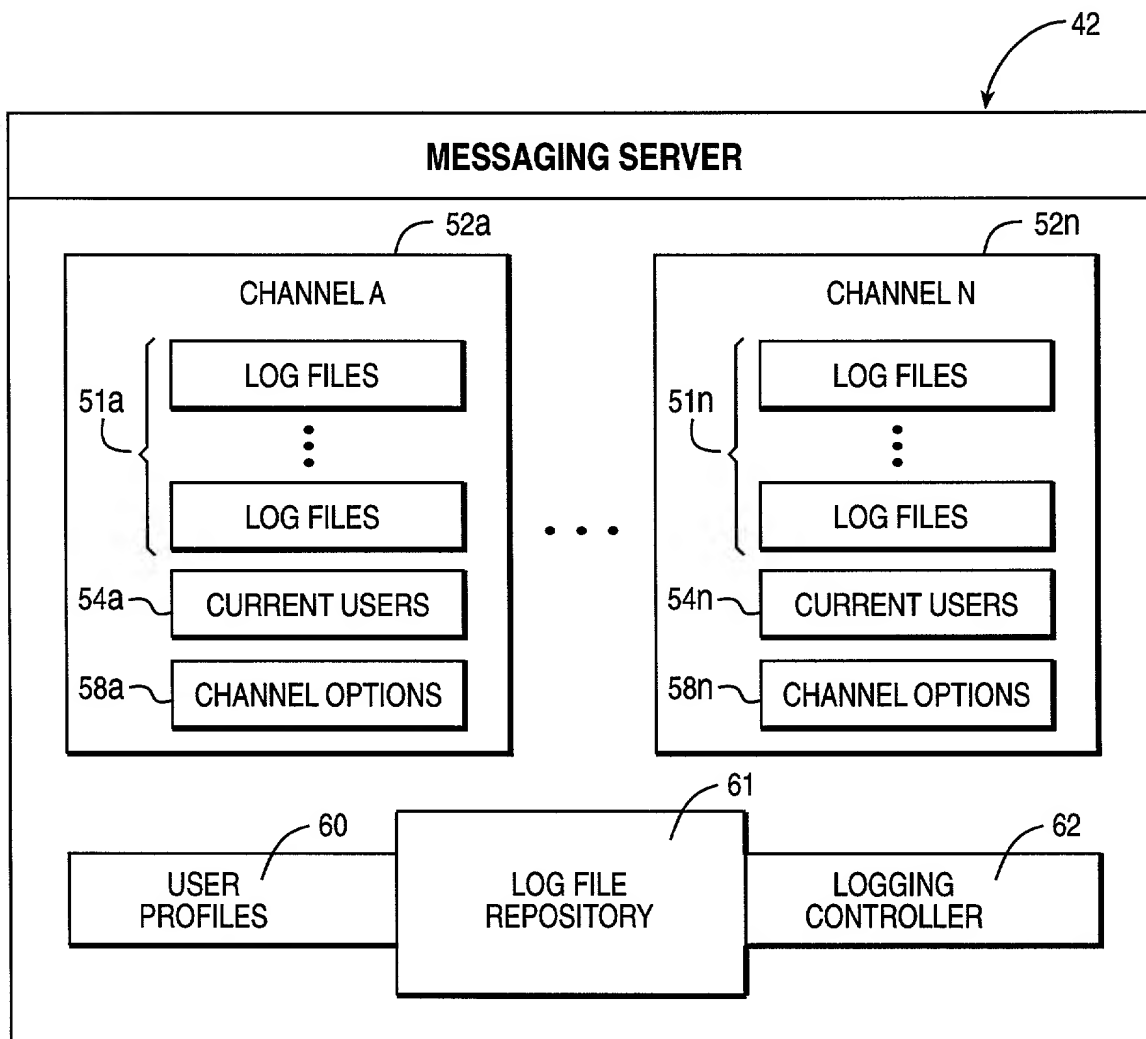 42
MESSAGING SERVER
52a
52n
CHANNEL A
CHANNEL N
LOG FILES
LOG FILES
51a
51n
LOG FILES
LOG FILES
54a
CURRENT USERS
54n
CURRENT USERS
58a
CHANNEL OPTIONS
58n
CHANNEL OPTIONS
60
61
62
USER
PROFILES
LOG FILE
REPOSITORY
LOGGING
CONTROLLER